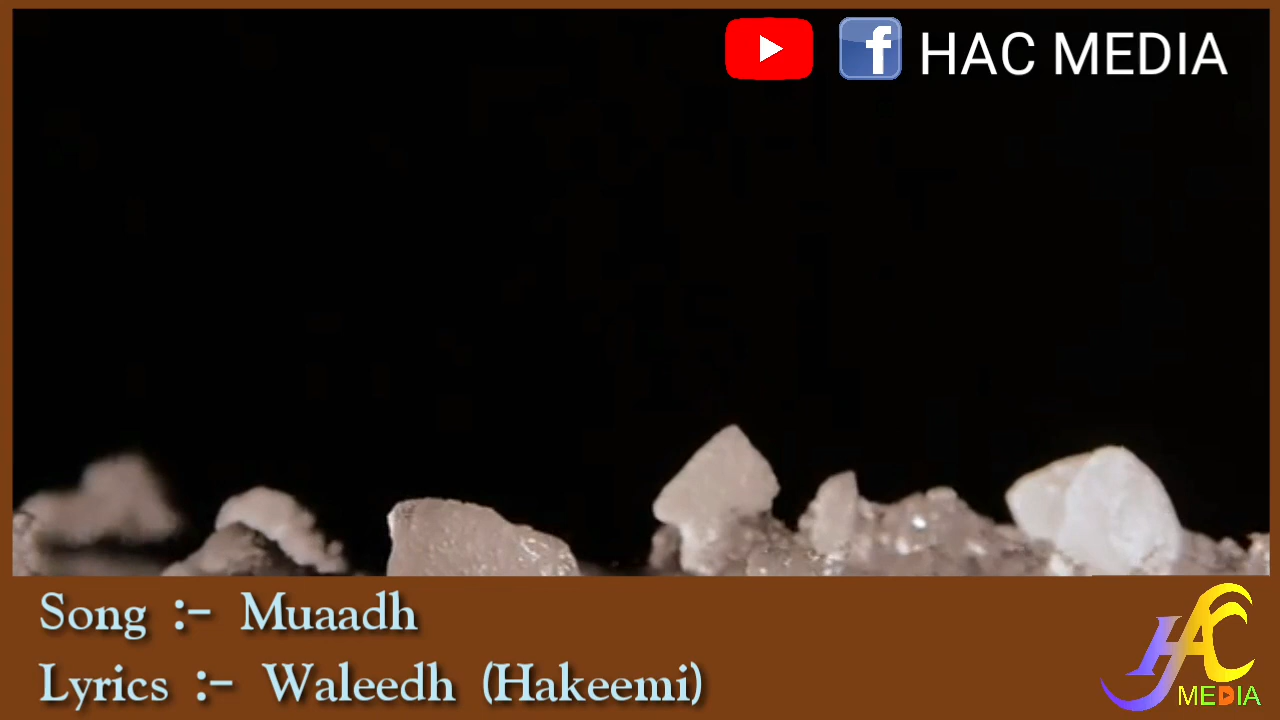 HAC MEDIA
Song :- Muaadh
Lyrics :- Waleedh (Hakeemi)
HAC
MEDIA